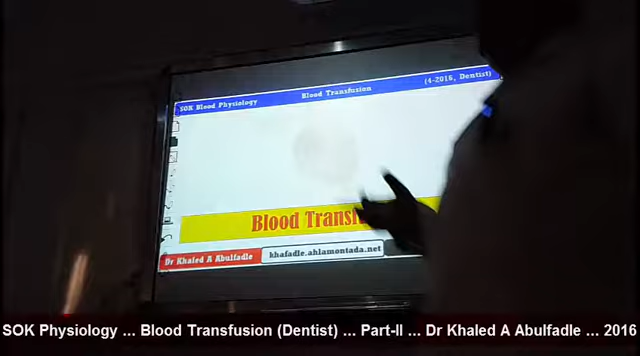 SOK Blood Physiology Blood Transfusion (4-2016, Dentist)
Blood Transf
Dr Khaled A Abulfadle khafadle.ahlamontada.net
SOK Physiology ... Blood Transfusion (Dentist) ... Part-II ... Dr Khaled A Abulfadle ... 2016